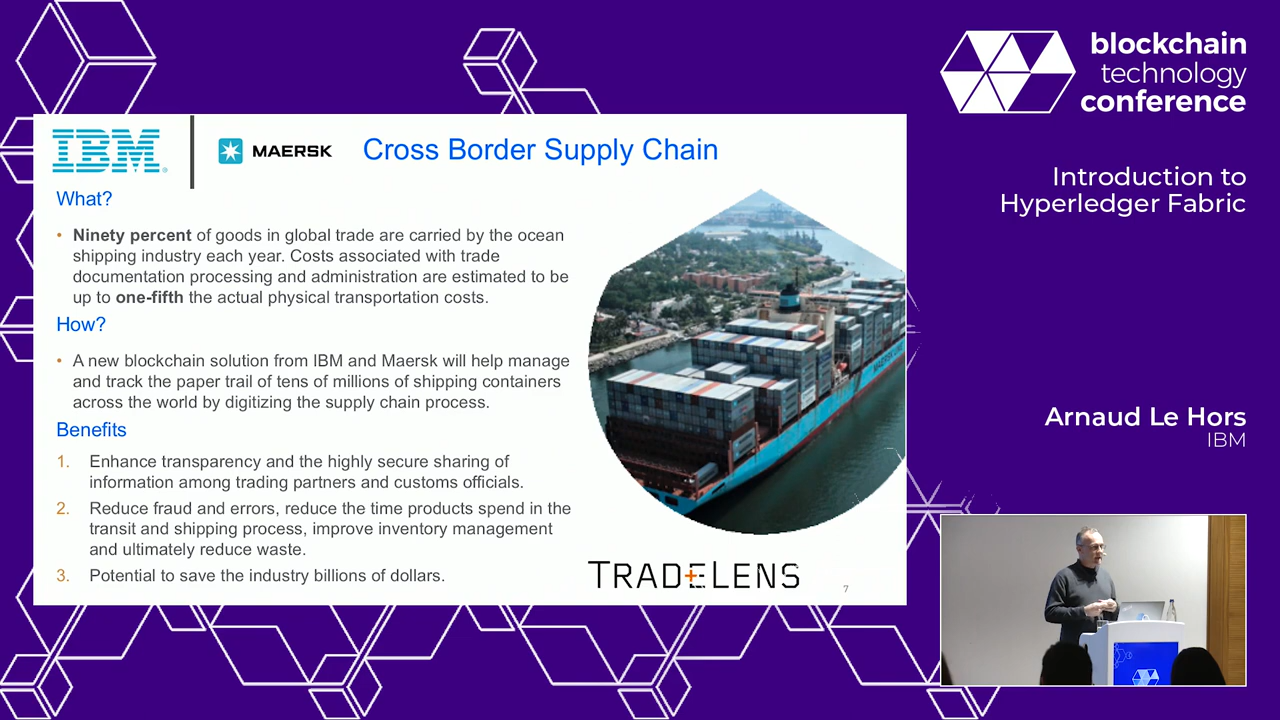 blockchain
technology
conference
Introduction to
Hyperledger Fabric
Arnaud Le Hors
IBM
IBM
MAERSK
Cross Border Supply Chain
What?
• Ninety percent of goods in global trade are carried by the ocean
shipping industry each year. Costs associated with trade
documentation processing and administration are estimated to be
up to one-fifth the actual physical transportation costs.
How?
• A new blockchain solution from IBM and Maersk will help manage
and track the paper trail of tens of millions of shipping containers
across the world by digitizing the supply chain process.
Benefits
1. Enhance transparency and the highly secure sharing of
information among trading partners and customs officials.
2. Reduce fraud and errors, reduce the time products spend in the
transit and shipping process, improve inventory management
and ultimately reduce waste.
3. Potential to save the industry billions of dollars.
TRADELENS
7